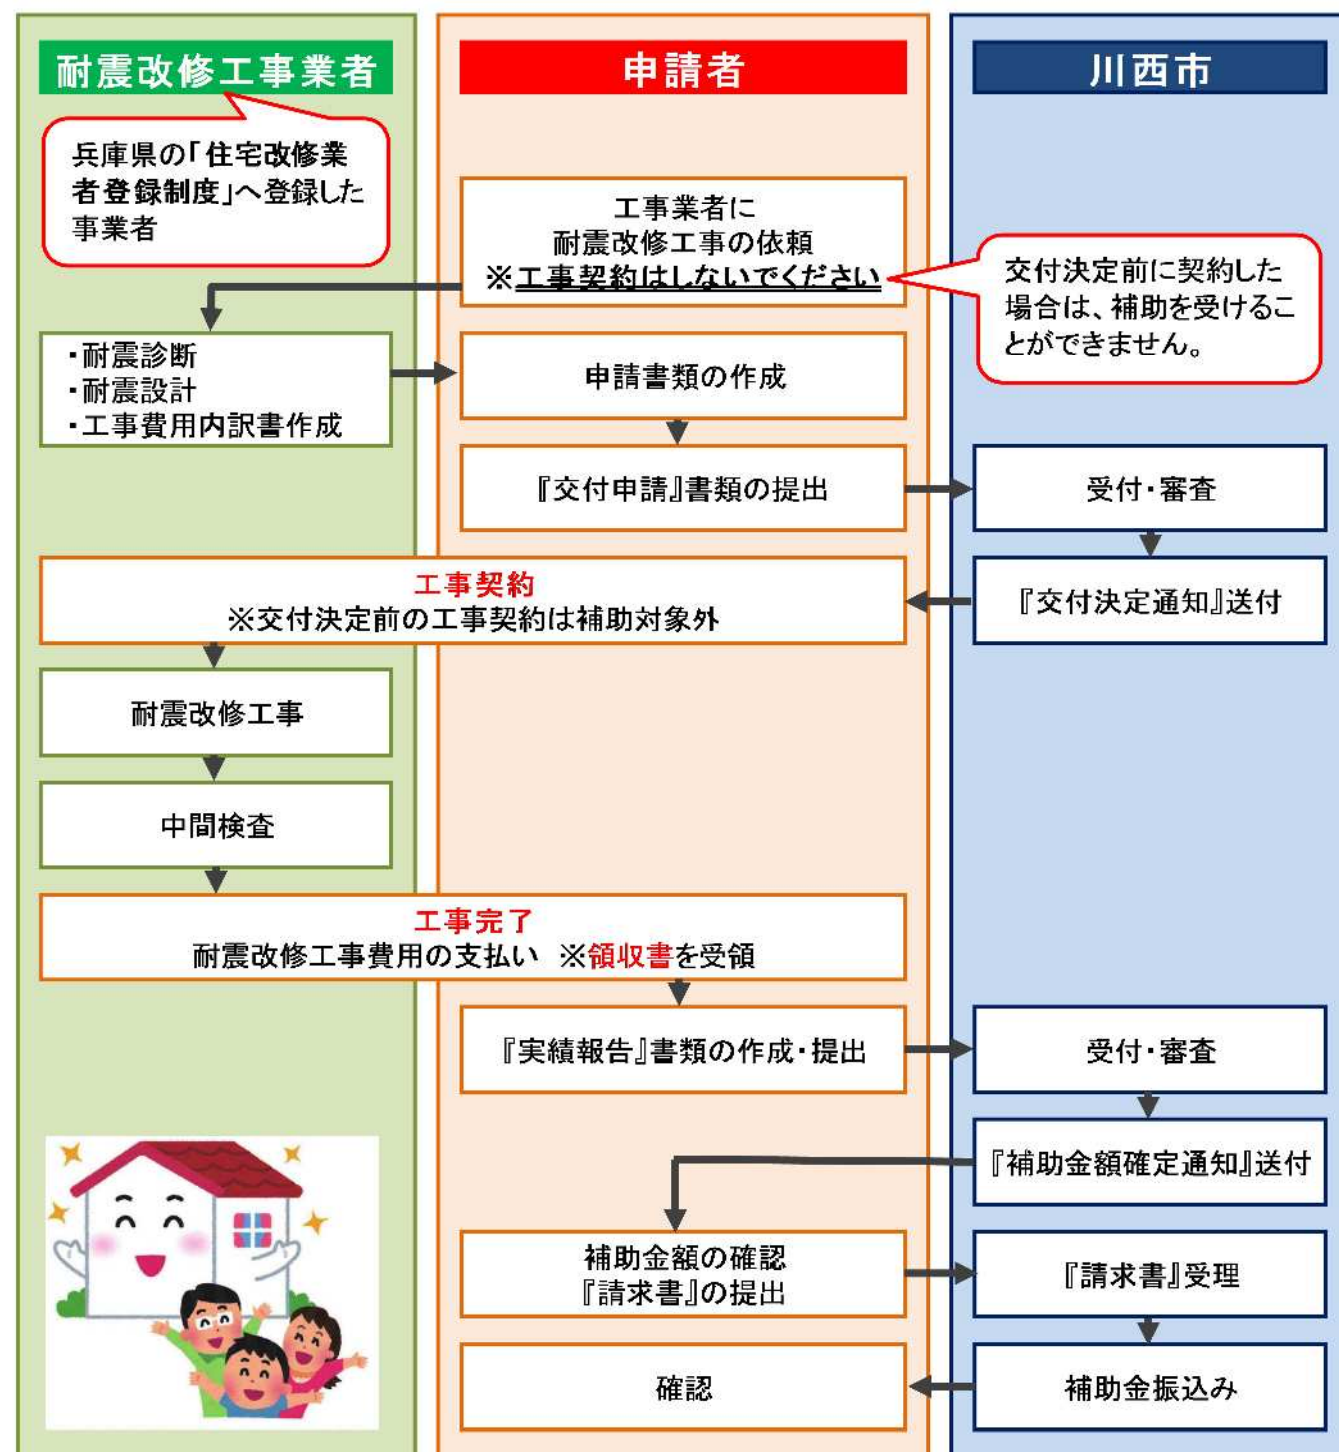 耐震改修工事業者
申請者
川西市
兵庫県の「住宅改修業
者登録制度」へ登録した
事業者
工事業者に
耐震改修工事の依頼
※工事契約はしないでください
交付決定前に契約した
場合は、補助を受けるこ
とができません。
・耐震診断
・耐震設計
・工事費用内訳書作成
申請書類の作成
『交付申請』書類の提出
受付・審査
工事契約
※交付決定前の工事契約は補助対象外
『交付決定通知』送付
耐震改修工事
中間検査
工事完了
耐震改修工事費用の支払い ※領収書を受領
『実績報告』書類の作成・提出
受付・審査
『補助金額確定通知』送付
補助金額の確認
『請求書』の提出
『請求書』受理
確認
補助金振込み